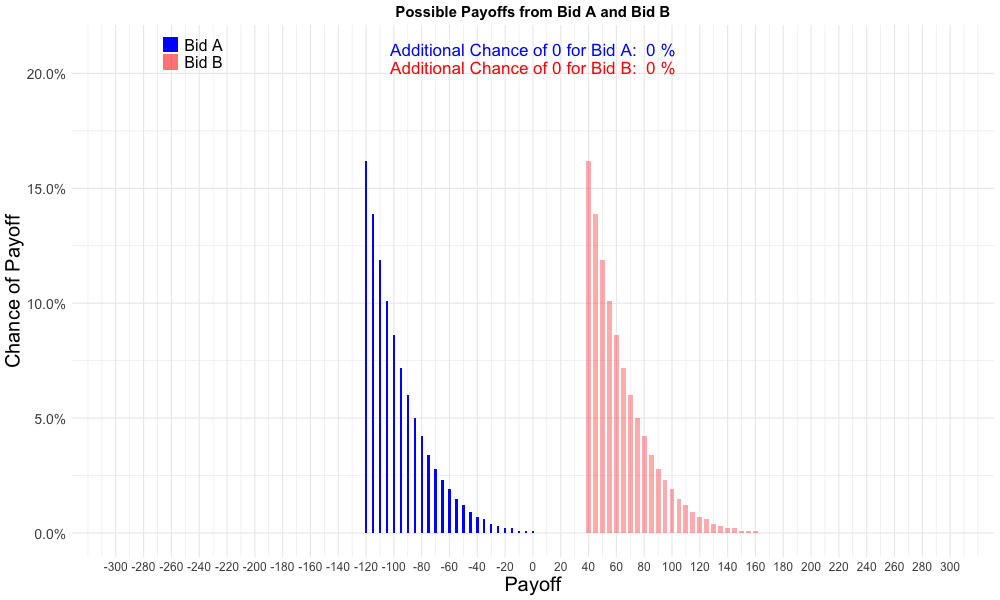 Possible Payoffs from Bid A and Bid B
Bid A
Bid B
Additional Chance of 0 for Bid A:  0 %
Additional Chance of 0 for Bid B:  0 %
20.0%
15.0%
10.0%
5.0%
0.0%
Chance of Payoff
-300 -280 -260 -240 -220 -200 -180 -160 -140 -120 -100 -80 -60 -40 -20 0 20 40 60 80 100 120 140 160 180 200 220 240 260 280 300
Payoff